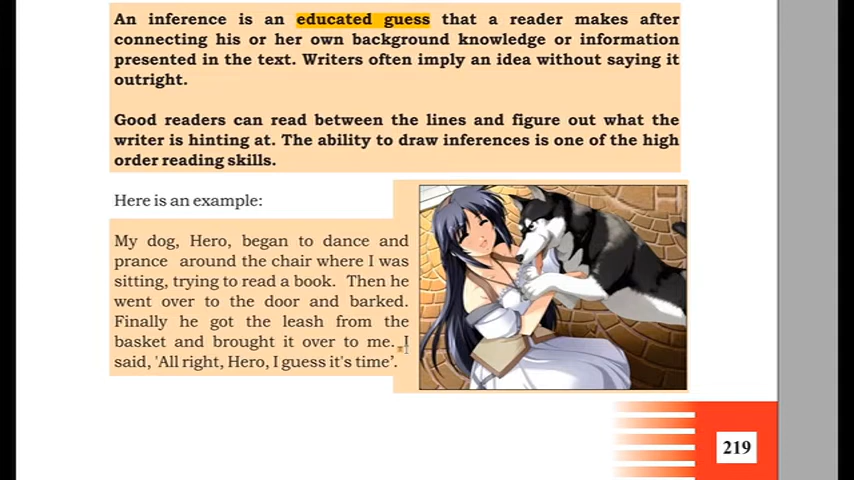 An inference is an educated guess that a reader makes after
connecting his or her own background knowledge or information
presented in the text. Writers often imply an idea without saying it
outright.
Good readers can read between the lines and figure out what the
writer is hinting at. The ability to draw inferences is one of the high
order reading skills.
Here is an example:
My dog, Hero, began to dance and
prance around the chair where I was
sitting, trying to read a book. Then he
went over to the door and barked.
Finally he got the leash from the
basket and brought it over to me. I
said, 'All right, Hero, I guess it's time’.
219